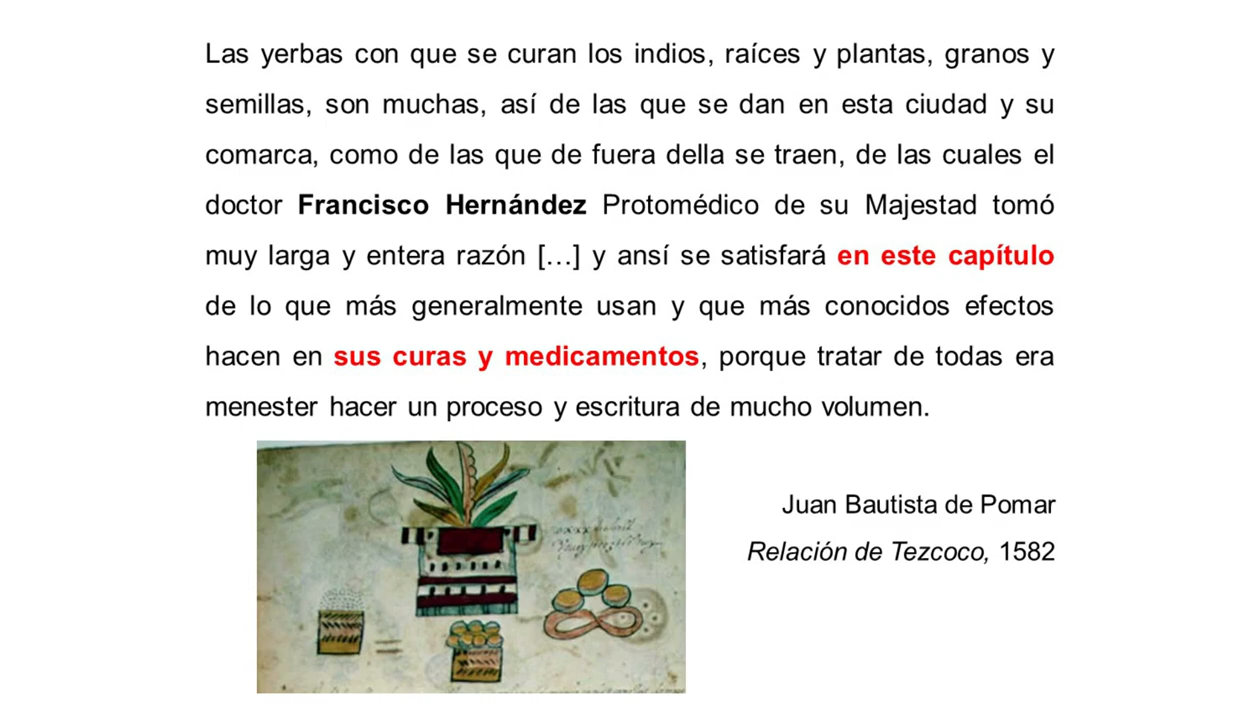 Las yerbas con que se curan los indios, raíces y plantas, granos y
semillas, son muchas, así de las que se dan en esta ciudad y su
comarca, como de las que de fuera della se traen, de las cuales el
doctor Francisco Hernández Protomédico de su Majestad tomó
muy larga y entera razón […] y ansí se satisfará en este capítulo
de lo que más generalmente usan y que más conocidos efectos
hacen en sus curas y medicamentos, porque tratar de todas era
menester hacer un proceso y escritura de mucho volumen.
Juan Bautista de Pomar
Relación de Tezcoco, 1582